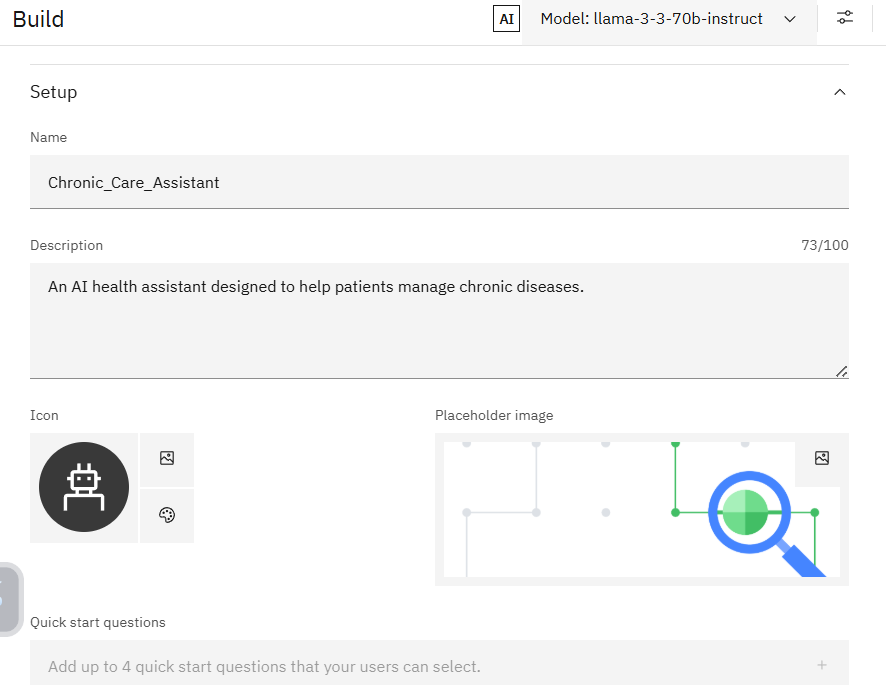 Build
AI
Model: llama-3-3-70b-instruct
Setup
Name
Chronic_Care_Assistant
Description
73/100
An AI health assistant designed to help patients manage chronic diseases.
Icon
Placeholder image
Quick start questions
Add up to 4 quick start questions that your users can select.
+